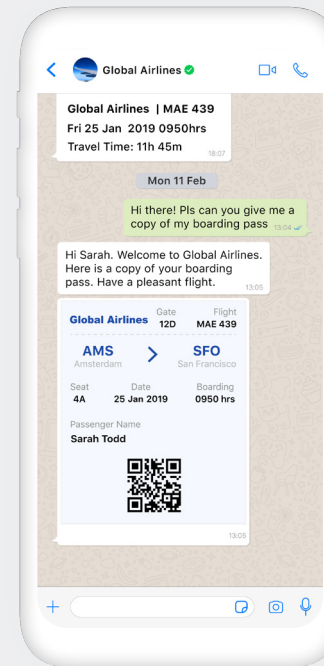 Global Airlines
Global Airlines | MAE 439
Fri 25 Jan 2019 0950hrs
Travel Time: 11h 45m
18:07
Mon 11 Feb
Hi there! Pls can you give me a
copy of my boarding pass
13:04
Hi Sarah. Welcome to Global Airlines.
Here is a copy of your boarding
pass. Have a pleasant flight.
13:05
Global Airlines
Gate Flight
12D MAE 439
AMS > SFO
Amsterdam San Francisco
Seat Date Boarding
4A 25 Jan 2019 0950 hrs
Passenger Name
Sarah Todd
13:05